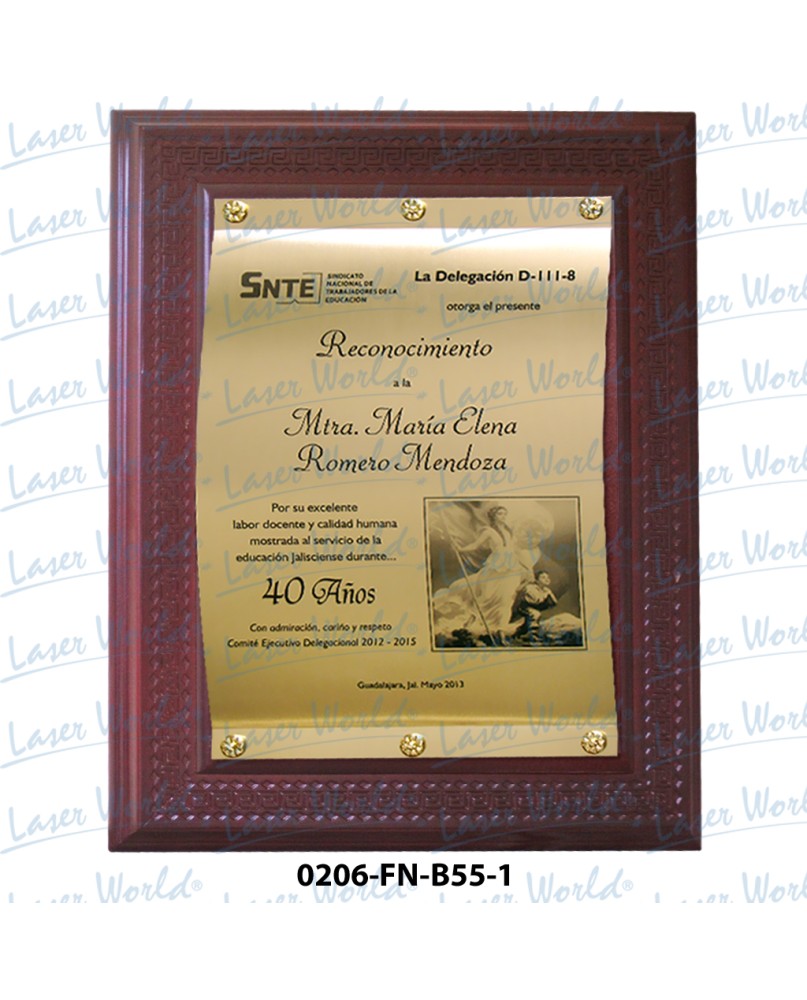 SNTE
SINDICATO
NACIONAL DE
TRABAJADORES DE LA
EDUCACIÓN
La Delegación D-111-8
otorga el presente
Reconocimiento
a la
Mtra. María Elena
Romero Mendoza
Por su excelente
labor docente y calidad humana
mostrada al servicio de la
educación Jalisciense durante...
40 Años
Con admiración, cariño y respeto
Comité Ejecutivo Delegacional 2012 - 2015
Guadalajara, Jal. Mayo 2013
0206-FN-B55-1
Laser World®